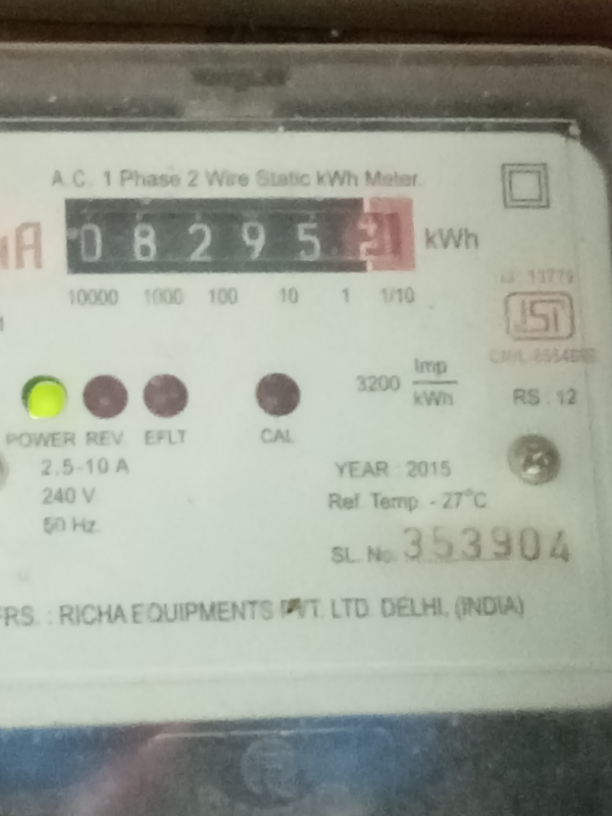 A.C. 1 Phase 2 Wire Static kWh Meter
0 8 2 9 5 kWh
10000 1000 100 10 1 1/10
ISI
3200 Imp/kWh
RS : 12
POWER REV EFLT CAL
2.5-10 A
240 V
50 Hz.
YEAR : 2015
Ref. Temp. - 27°C
SL. No. 353904
FRS. : RICHA EQUIPMENTS PVT. LTD. DELHI, (INDIA)